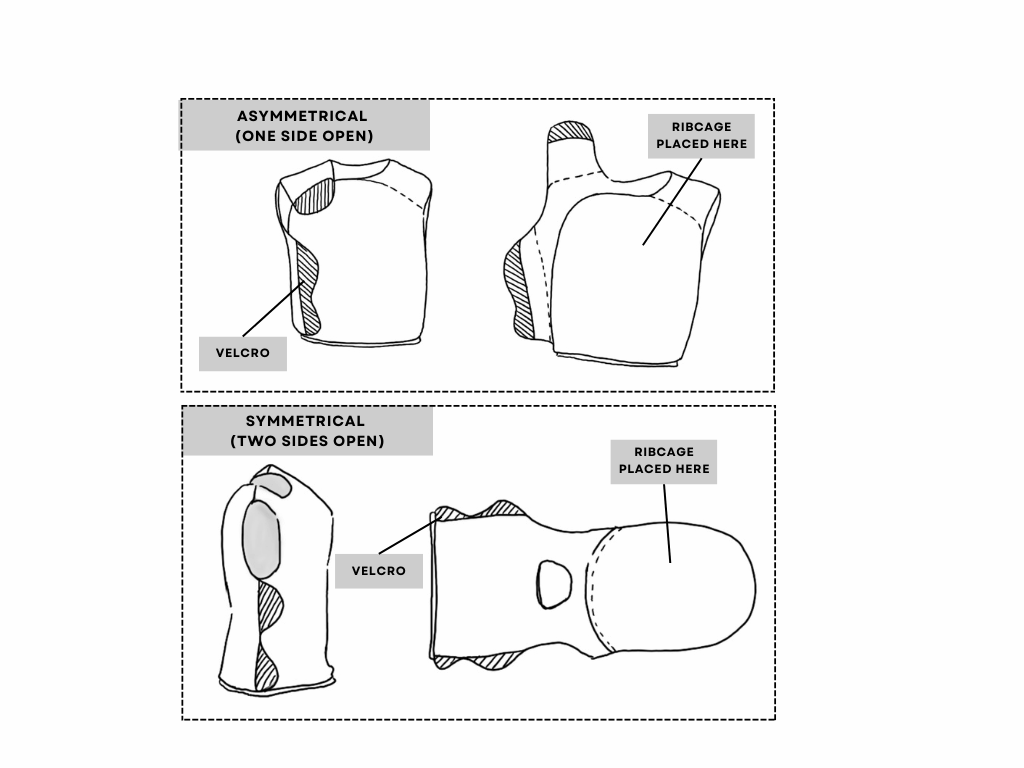 ASYMMETRICAL
(ONE SIDE OPEN)
RIBCAGE
PLACED HERE
VELCRO
SYMMETRICAL
(TWO SIDES OPEN)
RIBCAGE
PLACED HERE
VELCRO